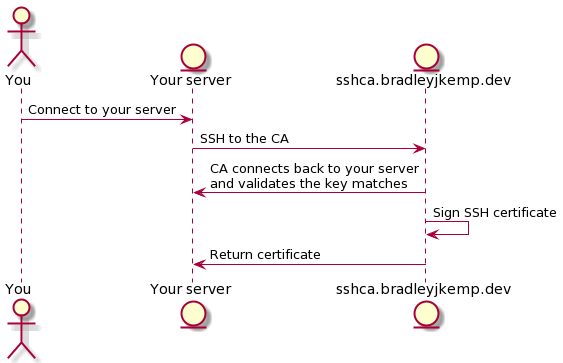 You
Your server
sshca.bradleyjkemp.dev
Connect to your server
SSH to the CA
CA connects back to your server
and validates the key matches
Sign SSH certificate
Return certificate
You
Your server
sshca.bradleyjkemp.dev